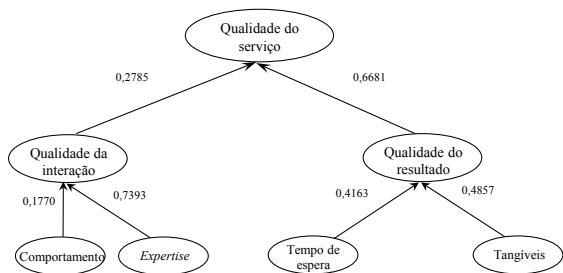 Qualidade do
serviço
0,2785
0,6681
Qualidade da
interação
Qualidade do
resultado
0,1770
0,7393
0,4163
0,4857
Comportamento
Expertise
Tempo de
espera
Tangíveis